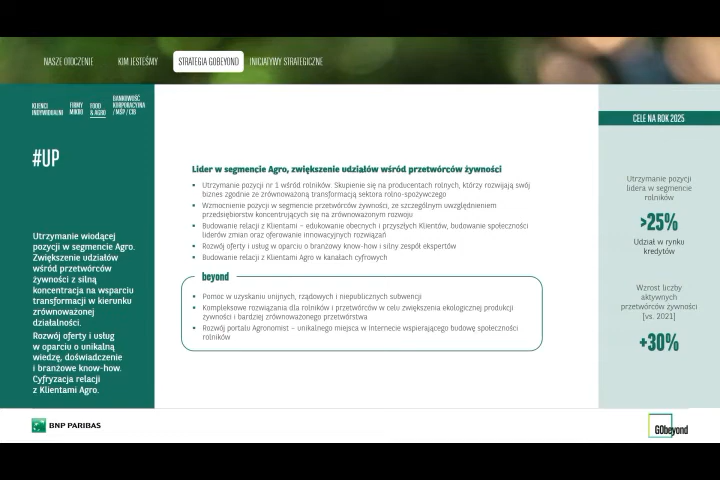 NASZE OTOCZENIE
KIM JESTEŚMY
STRATEGIA GOBEYOND
INICJATYWY STRATEGICZNE
KLIENCI
INDYWIDUALNI
FIRMY
MIKRO
FOOD
& AGRO
BANKOWOŚĆ
KORPORACYJNA
/ MŚP / CIB
#UP
Utrzymanie wiodącej
pozycji w segmencie Agro.
Zwiększenie udziałów
wśród przetwórców
żywności z silną
koncentracja na wsparciu
transformacji w kierunku
zrównoważonej
działalności.
Rozwój oferty i usług
w oparciu o unikalną
wiedzę, doświadczenie
i branżowe know-how.
Cyfryzacja relacji
z Klientami Agro.
Lider w segmencie Agro, zwiększenie udziałów wśród przetwórców żywności
• Utrzymanie pozycji nr 1 wśród rolników. Skupienie się na producentach rolnych, którzy rozwijają swój
biznes zgodnie ze zrównoważoną transformacją sektora rolno-spożywczego
• Wzmocnienie pozycji w segmencie przetwórców żywności, ze szczególnym uwzględnieniem
przedsiębiorstw koncentrujących się na zrównoważonym rozwoju
• Budowanie relacji z Klientami – edukowanie obecnych i przyszłych Klientów, budowanie społeczności
liderów zmian oraz oferowanie innowacyjnych rozwiązań
• Rozwój oferty i usług w oparciu o branżowy know-how i silny zespół ekspertów
• Budowanie relacji z Klientami Agro w kanałach cyfrowych
beyond
• Pomoc w uzyskaniu unijnych, rządowych i niepublicznych subwencji
• Kompleksowe rozwiązania dla rolników i przetwórców w celu zwiększenia ekologicznej produkcji
żywności i bardziej zrównoważonego przetwórstwa
• Rozwój portalu Agronomist – unikalnego miejsca w Internecie wspierającego budowę społeczności
rolników
CELE NA ROK 2025
Utrzymanie pozycji
lidera w segmencie
rolników
>25%
Udział w rynku
kredytów
Wzrost liczby
aktywnych
przetwórców żywności
[vs. 2021]
+30%
BNP PARIBAS
GObeyond